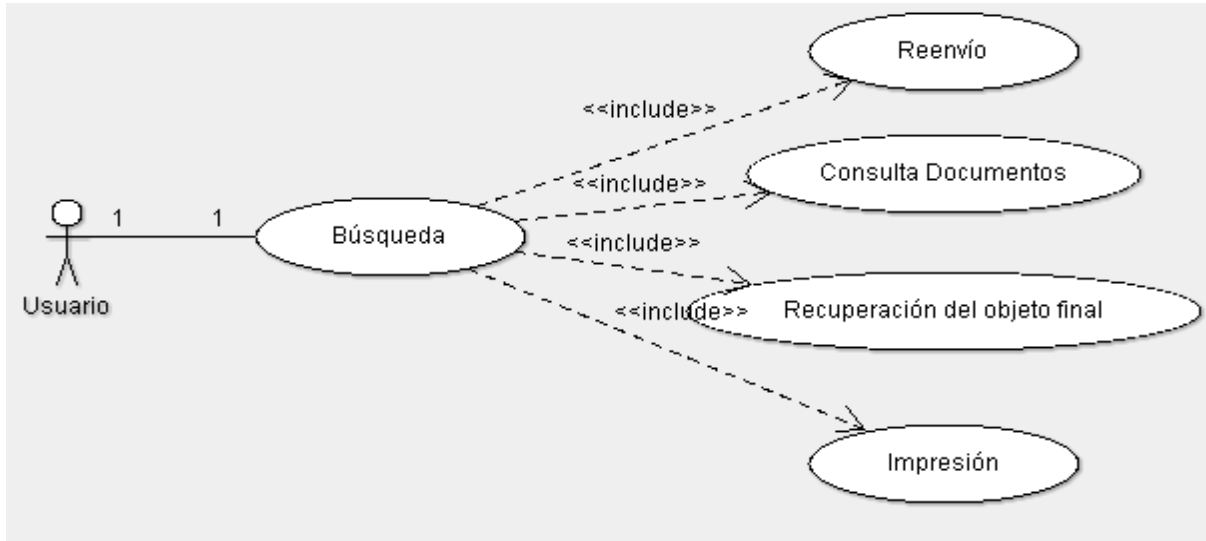 Reenvío
<<include>>
Consulta Documentos
<<include>>
1 1
Búsqueda
<<include>>
Usuario
<<include>>
Recuperación del objeto final
Impresión